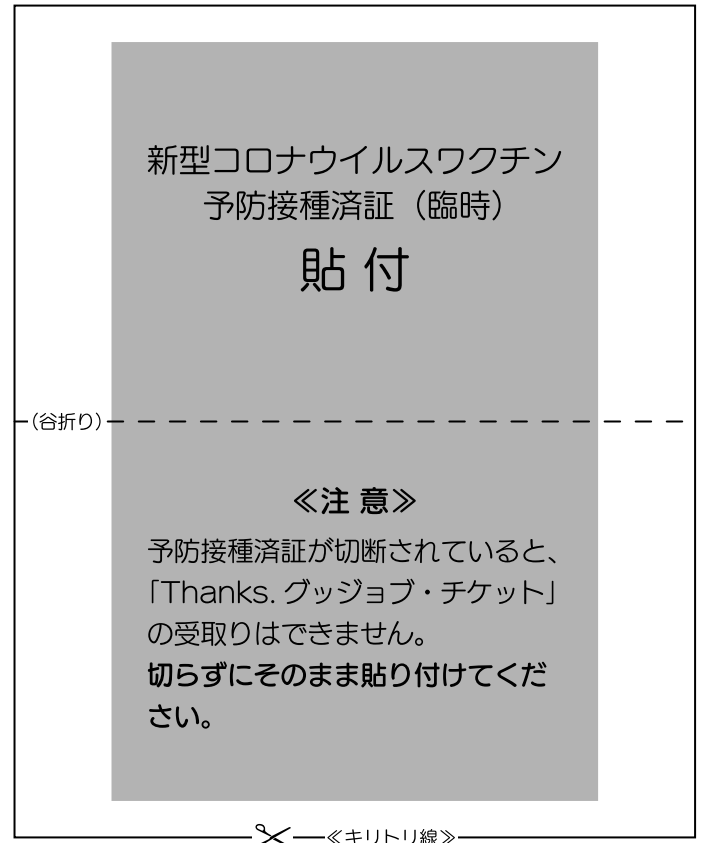 新型コロナウイルスワクチン
予防接種済証（臨時）
貼 付
（谷折り）
≪注 意≫
予防接種済証が切断されていると、
「Thanks. グッジョブ・チケット」
の受取りはできません。
切らずにそのまま貼り付けてくだ
さい。
≪キリトリ線≫